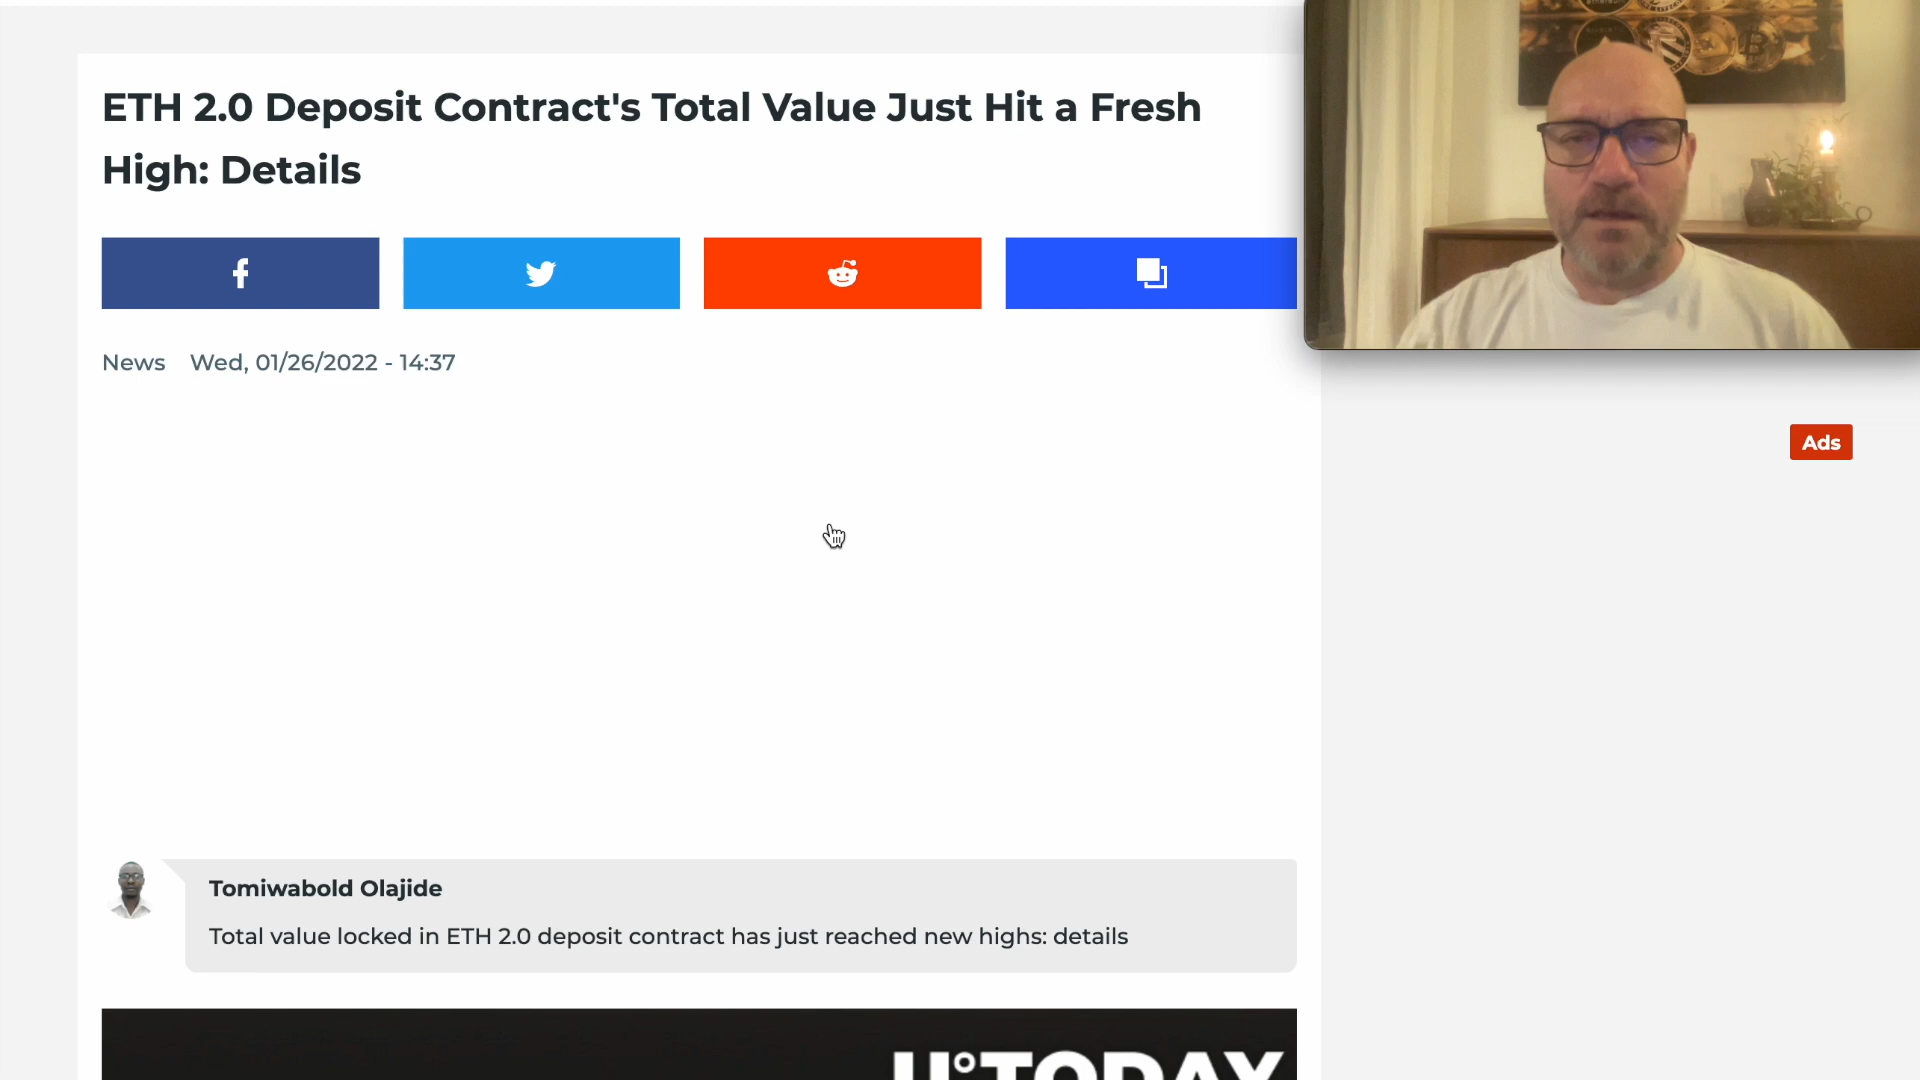 ETH 2.0 Deposit Contract's Total Value Just Hit a Fresh
High: Details
News Wed, 01/26/2022 - 14:37
Ads
Tomiwabold Olajide
Total value locked in ETH 2.0 deposit contract has just reached new highs: details
U°TODAY